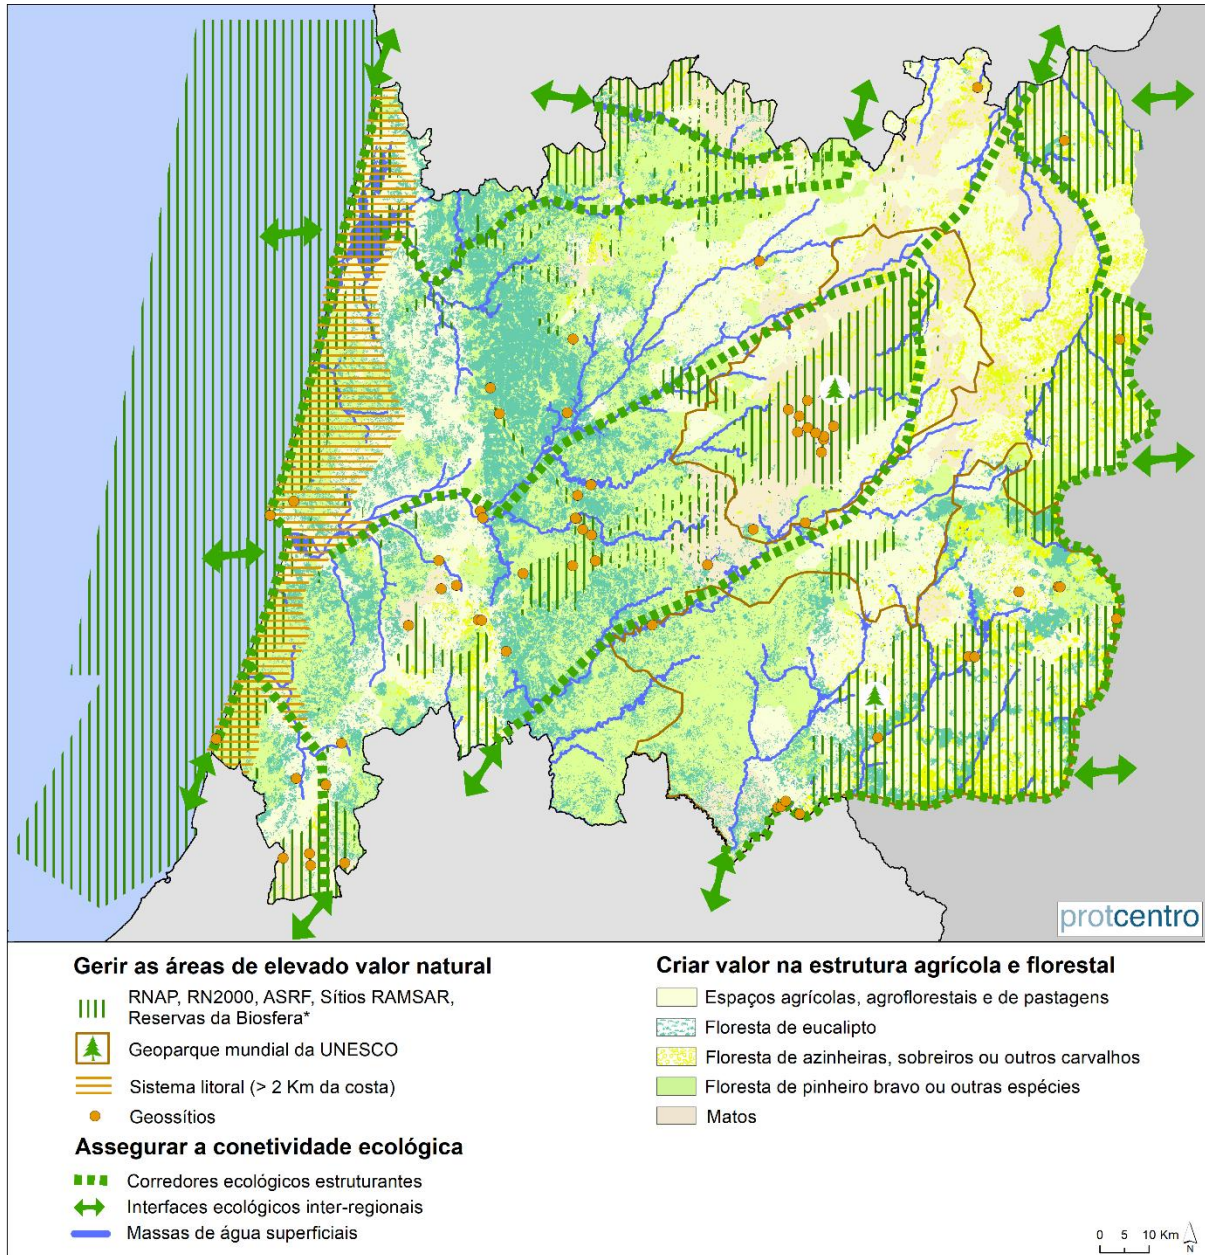 protcentro
Gerir as áreas de elevado valor natural
RNAP, RN2000, ASRF, Sítios RAMSAR,
Reservas da Biosfera*
Geoparque mundial da UNESCO
Sistema litoral (> 2 Km da costa)
Geossítios
Assegurar a conetividade ecológica
Corredores ecológicos estruturantes
Interfaces ecológicos inter-regionais
Massas de água superficiais
Criar valor na estrutura agrícola e florestal
Espaços agrícolas, agroflorestais e de pastagens
Floresta de eucalipto
Floresta de azinheiras, sobreiros ou outros carvalhos
Floresta de pinheiro bravo ou outras espécies
Matos
0 5 10 Km
N